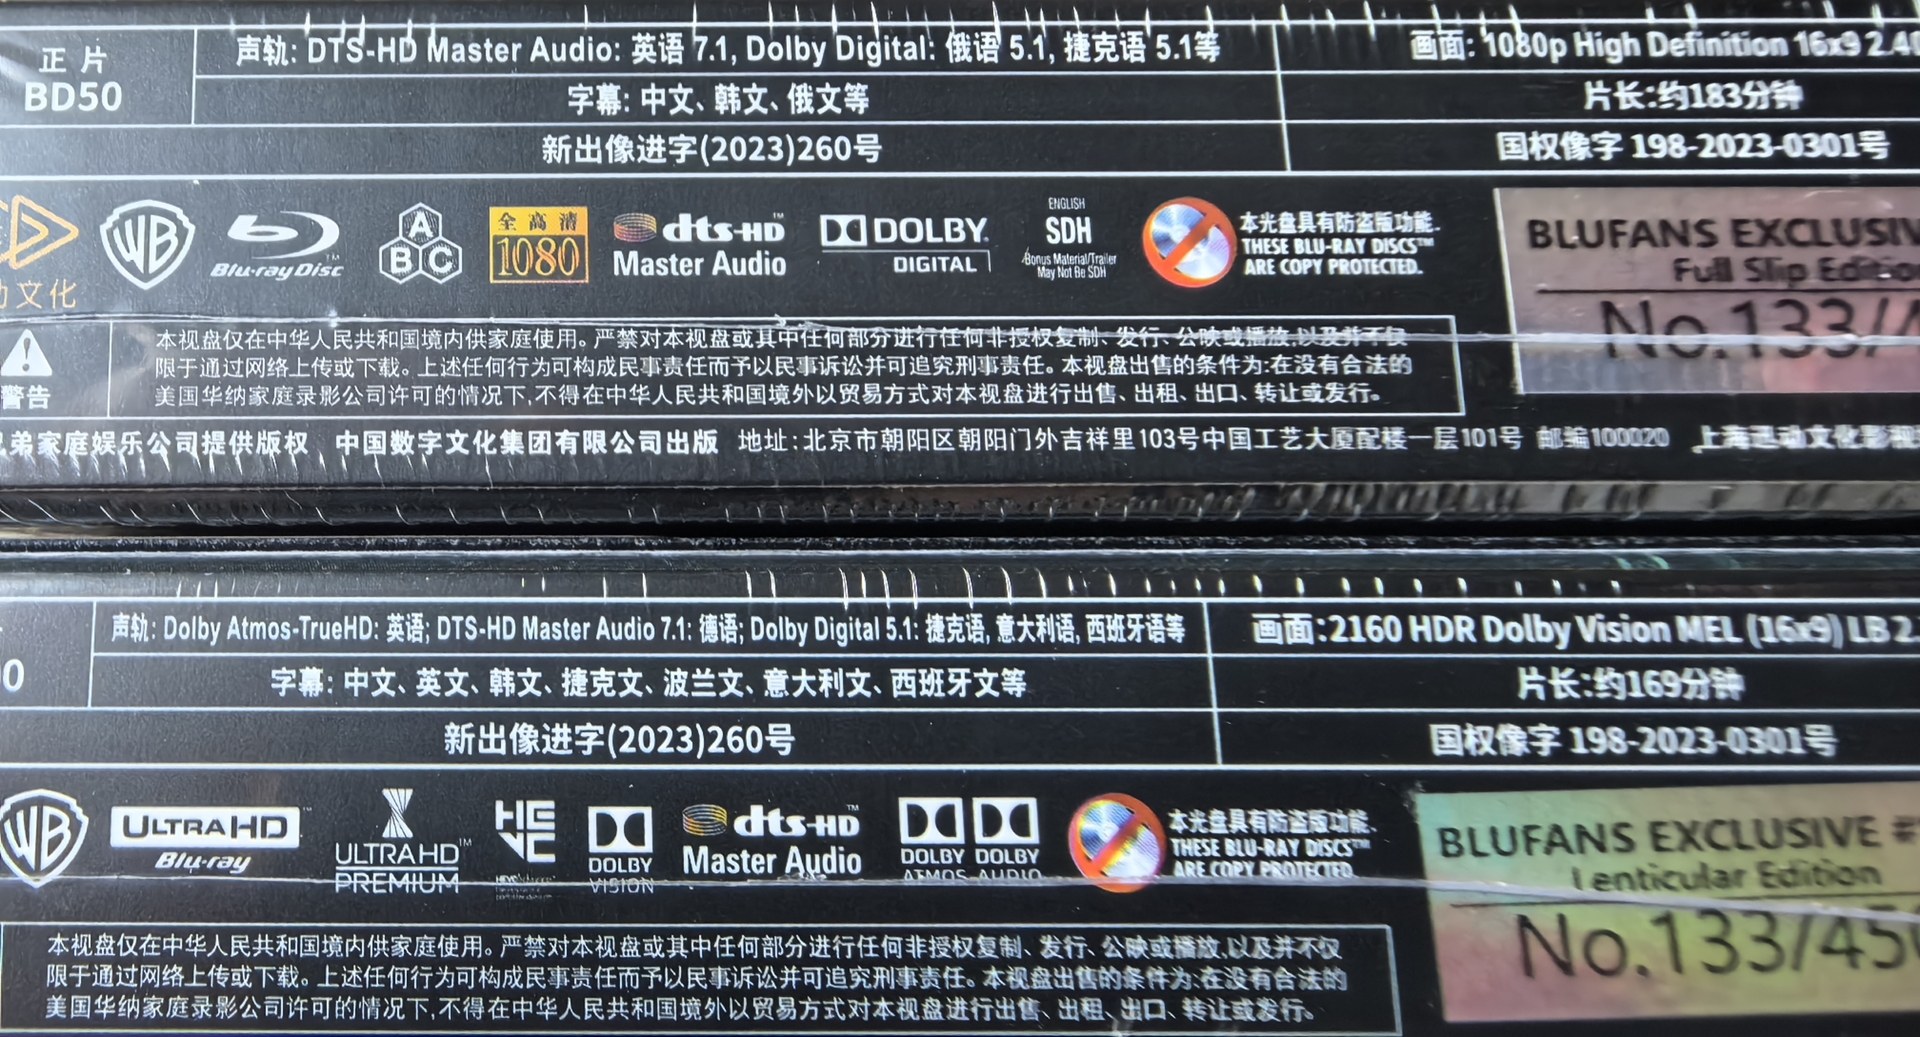 正片
BD50
声轨: DTS-HD Master Audio: 英语 7.1, Dolby Digital: 俄语 5.1, 捷克语 5.1等
画面: 1080p High Definition 16x9 2.40
字幕: 中文、韩文、俄文等
片长:约183分钟
新出像进字(2023)260号
国权像字 198-2023-0301号
动文化
WB
Blu-ray Disc™
A B C
全高清
1080
dts-HD™
Master Audio
DOLBY
DIGITAL
ENGLISH
SDH
Bonus Material/Trailer
May Not Be SDH
本光盘具有防盗版功能.
THESE BLU-RAY DISCS™
ARE COPY PROTECTED.
BLUFANS EXCLUSIV
Full Slip Editio
No.133/4
警告
本视盘仅在中华人民共和国境内供家庭使用。严禁对本视盘或其中任何部分进行任何非授权复制、发行、公映或播放,以及并不仅
限于通过网络上传或下载。上述任何行为可构成民事责任而予以民事诉讼并可追究刑事责任。本视盘出售的条件为:在没有合法的
美国华纳家庭录影公司许可的情况下,不得在中华人民共和国境外以贸易方式对本视盘进行出售、出租、出口、转让或发行。
兄弟家庭娱乐公司提供版权 中国数字文化集团有限公司出版 地址:北京市朝阳区朝阳门外吉祥里103号中国工艺大厦配楼一层101号 邮编100020 上海迅动文化影视
声轨: Dolby Atmos-TrueHD: 英语; DTS-HD Master Audio 7.1: 德语; Dolby Digital 5.1: 捷克语, 意大利语, 西班牙语等
画面:2160 HDR Dolby Vision MEL (16x9) LB 2.
0
字幕: 中文、英文、韩文、捷克文、波兰文、意大利文、西班牙文等
片长:约169分钟
新出像进字(2023)260号
国权像字 198-2023-0301号
WB
ULTRA HD
Blu-ray
ULTRA HD™
PREMIUM
HEVC
DOLBY
VISION
dts-HD™
Master Audio
DOLBY DOLBY
ATMOS AUDIO
本光盘具有防盗版功能.
THESE BLU-RAY DISCS™
ARE COPY PROTECTED.
BLUFANS EXCLUSIVE #
Lenticular Edition
No.133/450
本视盘仅在中华人民共和国境内供家庭使用。严禁对本视盘或其中任何部分进行任何非授权复制、发行、公映或播放,以及并不仅
限于通过网络上传或下载。上述任何行为可构成民事责任而予以民事诉讼并可追究刑事责任。本视盘出售的条件为:在没有合法的
美国华纳家庭录影公司许可的情况下,不得在中华人民共和国境外以贸易方式对本视盘进行出售、出租、出口、转让或发行。